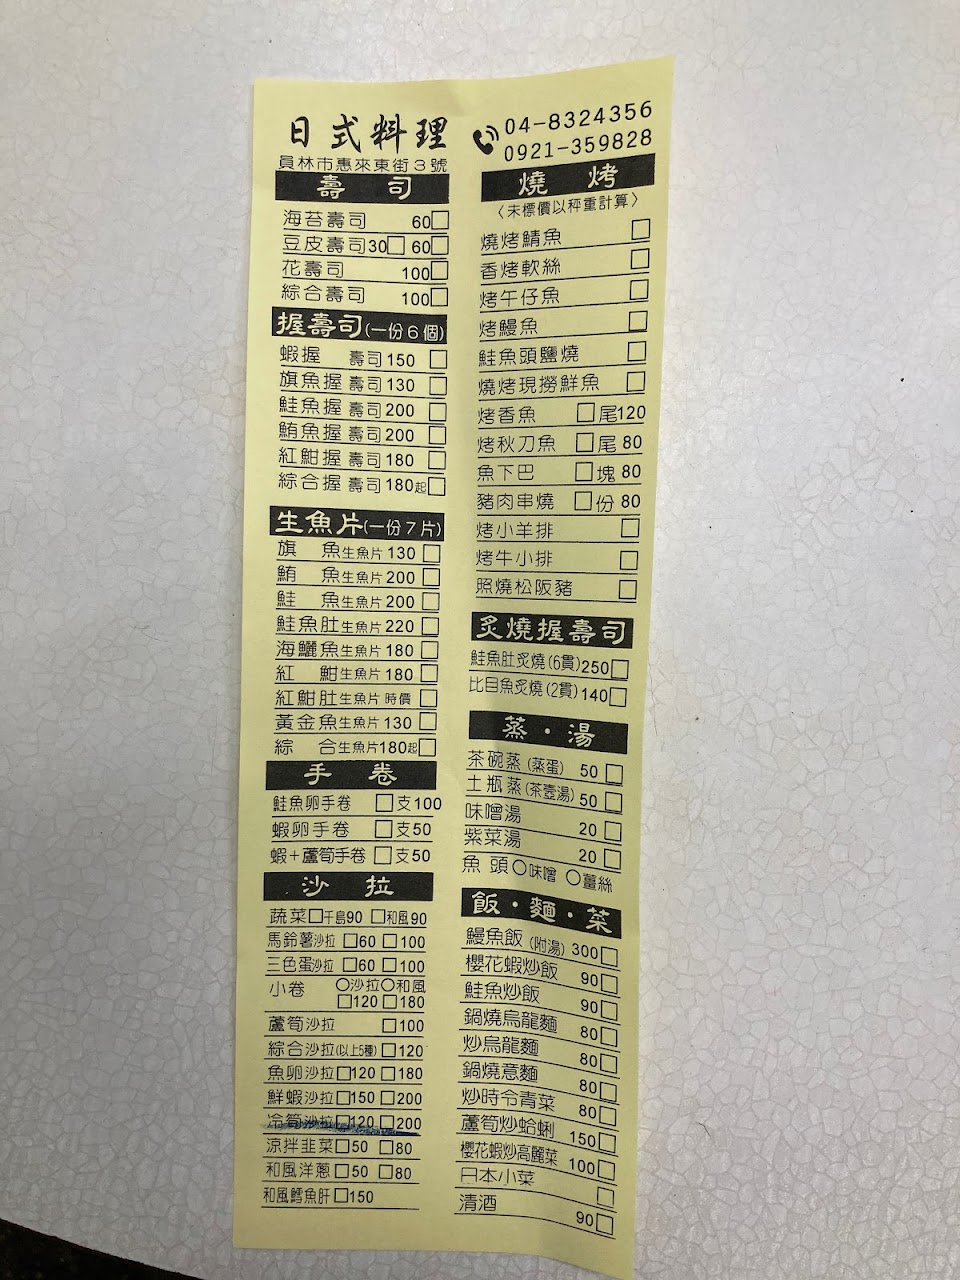 日式料理
員林市惠來東街3號
04-8324356
0921-359828
壽司
海苔壽司 60□
豆皮壽司30□ 60□
花壽司 100□
綜合壽司 100□
握壽司(一份6個)
蝦握 壽司150 □
旗魚握壽司130 □
鮭魚握壽司200 □
鮪魚握壽司200 □
紅魽握壽司180 □
綜合握壽司180起□
生魚片(一份7片)
旗 魚生魚片130 □
鮪 魚生魚片200 □
鮭 魚生魚片200 □
鮭魚肚生魚片220 □
海鱺魚生魚片180 □
紅 魽生魚片180 □
紅魽肚生魚片時價 □
黃金魚生魚片130 □
綜 合生魚片180起□
手卷
鮭魚卵手卷 □支100
蝦卵手卷 □支50
蝦+蘆筍手卷 □支50
沙拉
蔬菜□千島90 □和風90
馬鈴薯沙拉 □60 □100
三色蛋沙拉 □60 □100
小卷 ○沙拉○和風
□120 □180
蘆筍沙拉 □100
綜合沙拉(以上5種) □120
魚卵沙拉□120 □180
鮮蝦沙拉□150 □200
冷筍沙拉□120 □200
涼拌韭菜□50 □80
和風洋蔥□50 □80
和風鱈魚肝□150
燒烤
〈未標價以秤重計算〉
燒烤鯖魚 □
香烤軟絲 □
烤午仔魚 □
烤鰻魚 □
鮭魚頭鹽燒 □
燒烤現撈鮮魚 □
烤香魚 □尾120
烤秋刀魚 □尾 80
魚下巴 □塊 80
豬肉串燒 □份 80
烤小羊排 □
烤牛小排 □
照燒松阪豬 □
炙燒握壽司
鮭魚肚炙燒(6貫)250□
比目魚炙燒(2貫)140□
蒸・湯
茶碗蒸(蒸蛋) 50 □
土瓶蒸(茶壺湯)50 □
味噌湯 20 □
紫菜湯 20 □
魚頭○味噌 ○薑絲
飯・麵・菜
鰻魚飯(附湯) 300□
櫻花蝦炒飯 90□
鮭魚炒飯 90□
鍋燒烏龍麵 80□
炒烏龍麵 80□
鍋燒意麵 80□
炒時令青菜 80□
蘆筍炒蛤蜊 150□
櫻花蝦炒高麗菜 100□
日本小菜 □
清酒 90□